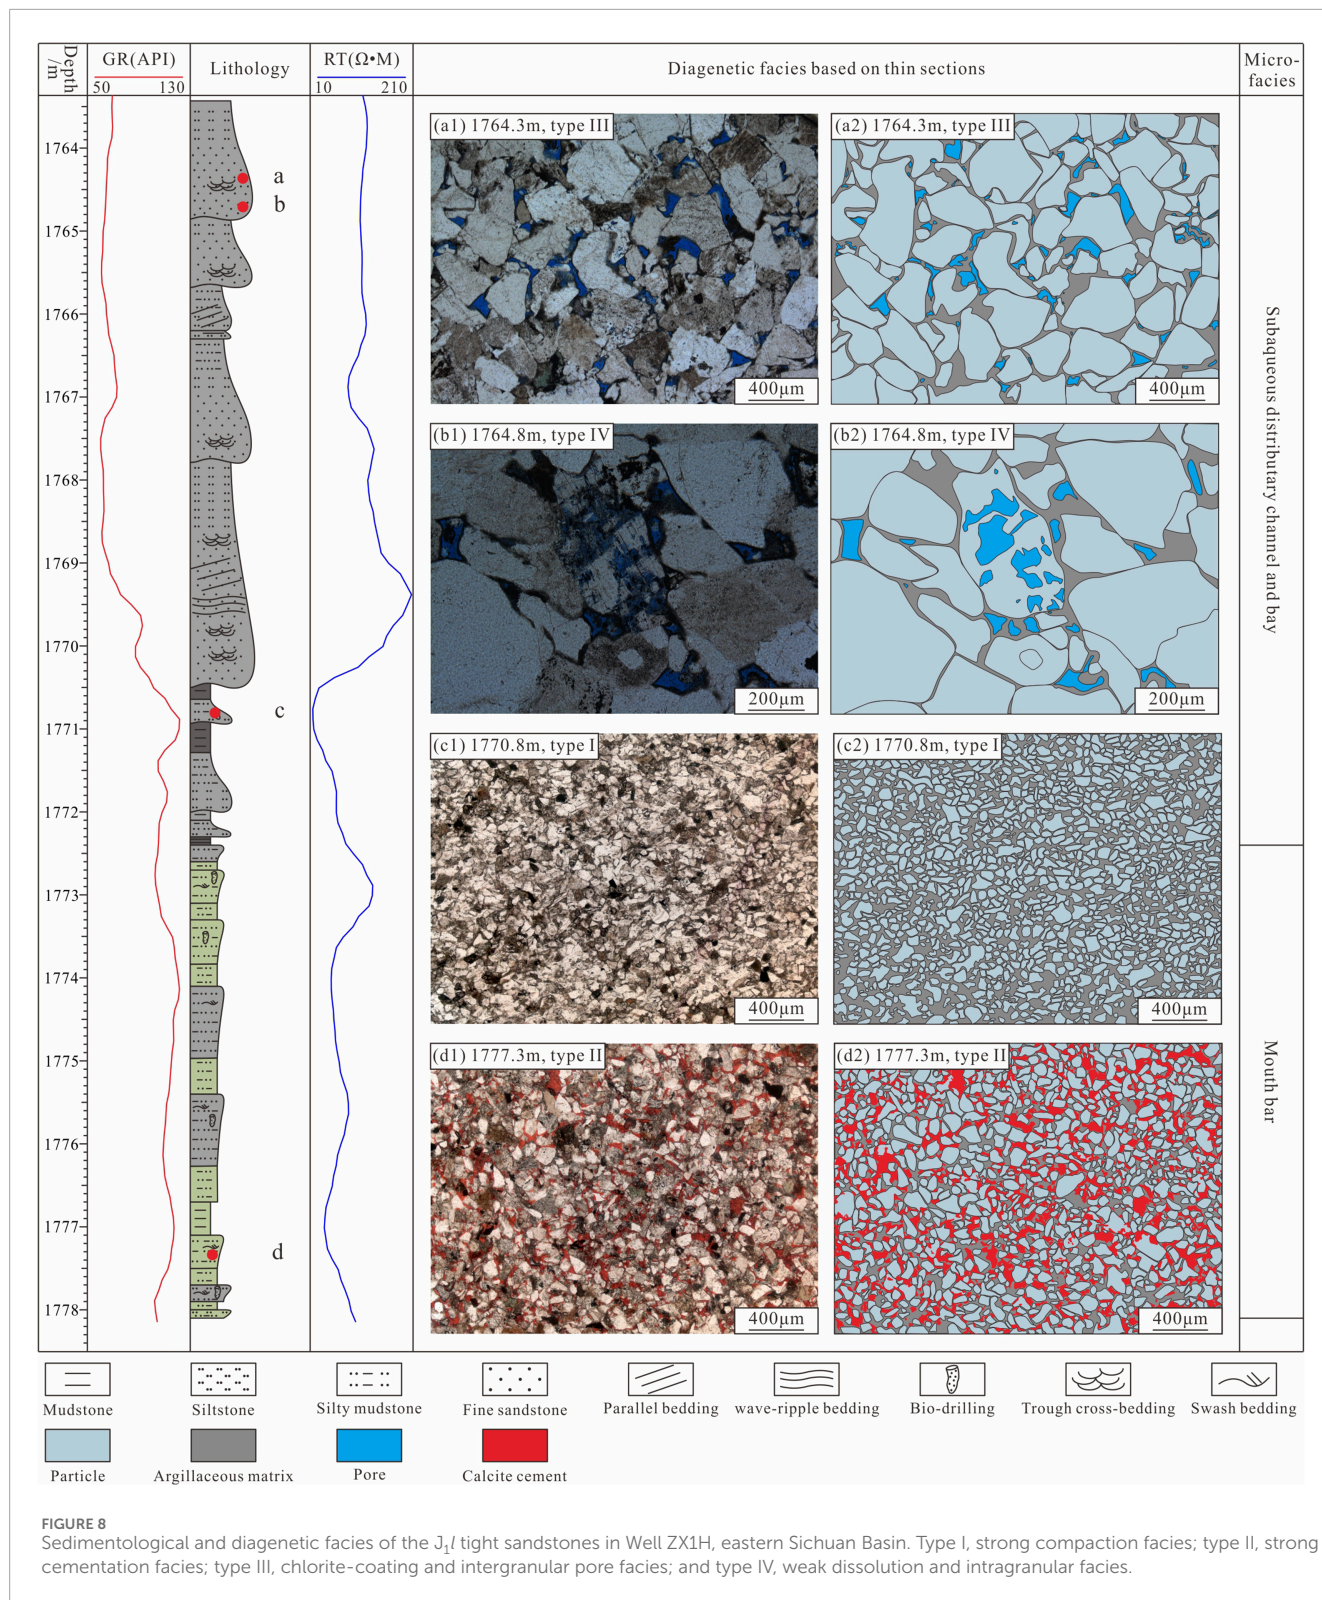 Depth
/m
GR(API)
50 130
Lithology
RT(Ω•M)
10 210
Diagenetic facies based on thin sections
Micro-
facies
1764
1765
1766
1767
1768
1769
1770
1771
1772
1773
1774
1775
1776
1777
1778
a
b
c
d
(a1) 1764.3m, type III
400μm
(a2) 1764.3m, type III
400μm
(b1) 1764.8m, type IV
200μm
(b2) 1764.8m, type IV
200μm
(c1) 1770.8m, type I
400μm
(c2) 1770.8m, type I
400μm
(d1) 1777.3m, type II
400μm
(d2) 1777.3m, type II
400μm
Subaqueous distributary channel and bay
Mouth bar
Mudstone
Siltstone
Silty mudstone
Fine sandstone
Parallel bedding
wave-ripple bedding
Bio-drilling
Trough cross-bedding
Swash bedding
Particle
Argillaceous matrix
Pore
Calcite cement
FIGURE 8
Sedimentological and diagenetic facies of the J₁l tight sandstones in Well ZX1H, eastern Sichuan Basin. Type I, strong compaction facies; type II, strong
cementation facies; type III, chlorite-coating and intergranular pore facies; and type IV, weak dissolution and intragranular facies.